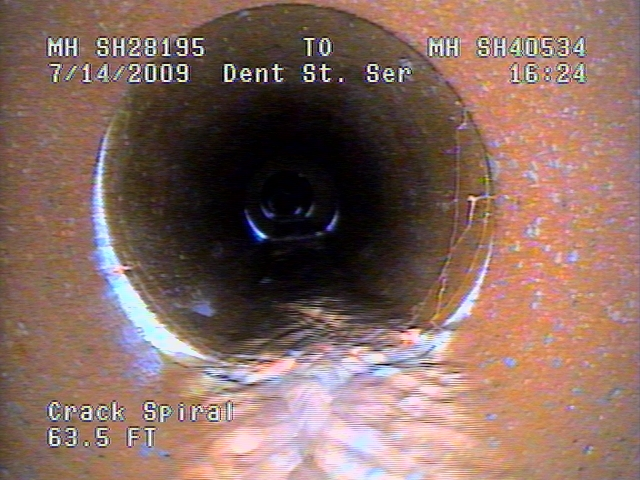 MH SH28195 TO MH SH40534
7/14/2009 Dent St. Ser 16:24
Crack Spiral
63.5 FT